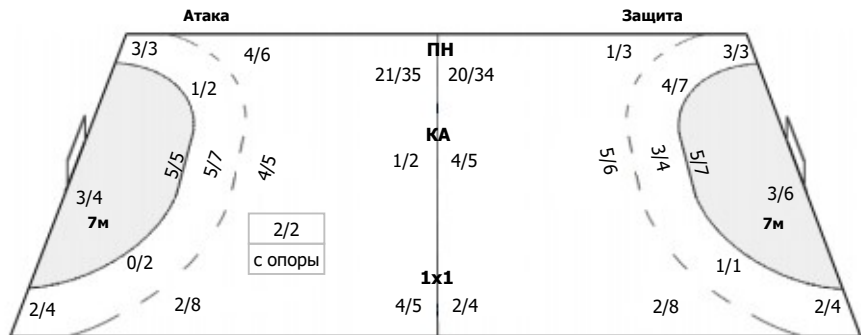 Атака Защита
3/3 4/6 ПН 1/3 3/3
21/35 20/34
1/2 4/7
КА
5/5 5/7 4/5 1/2 4/5 5/6 3/4 5/7
3/4 3/6
7м 7м
2/2
с опоры
0/2 1/1
1x1
2/4 2/8 4/5 2/4 2/8 2/4